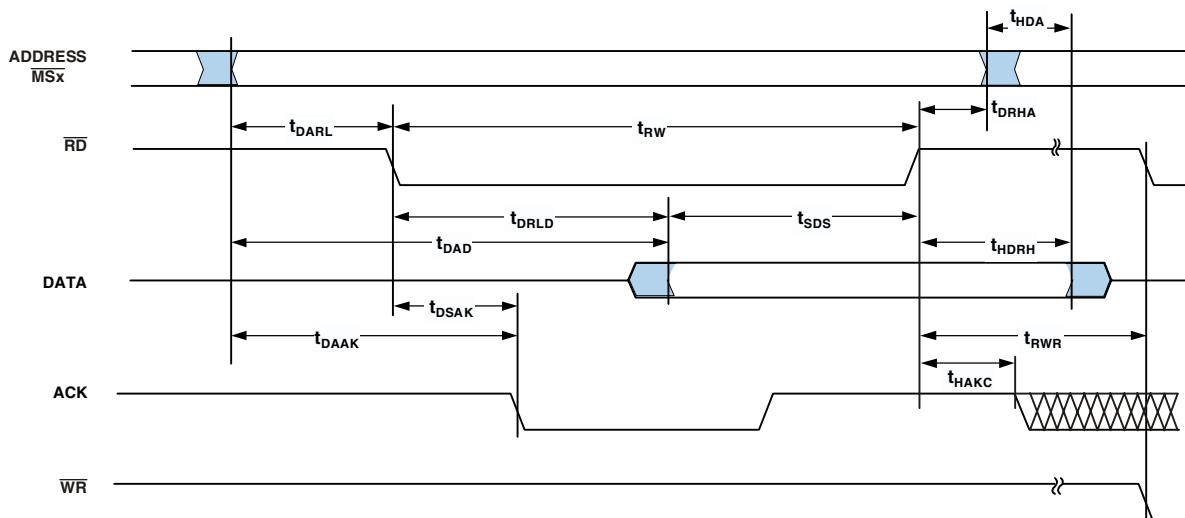 tHDA
ADDRESS
MSx
tDRHA
tDARL
tRW
RD
tDRLD
tSDS
tDAD
tHDRH
DATA
tDSAK
tDAAK
tRWR
tHAKC
ACK
WR